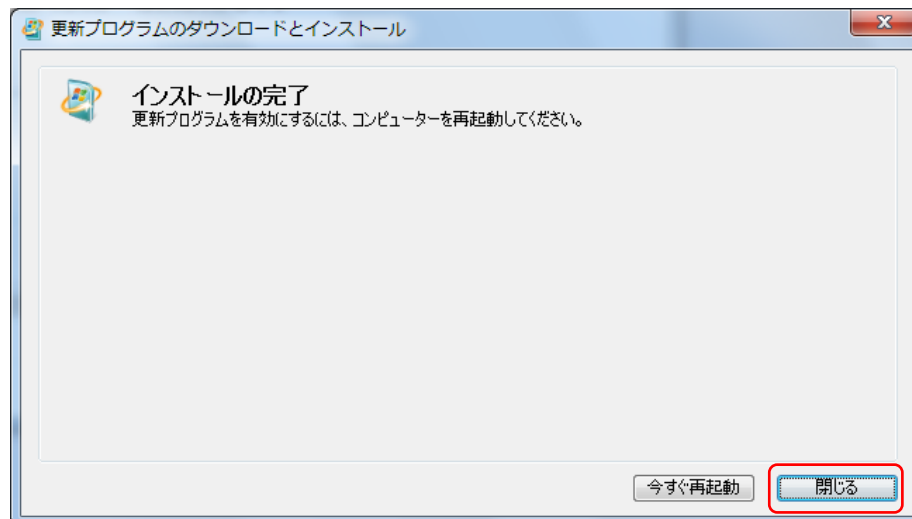 更新プログラムのダウンロードとインストール
インストールの完了
更新プログラムを有効にするには、コンピューターを再起動してください。
今すぐ再起動
閉じる